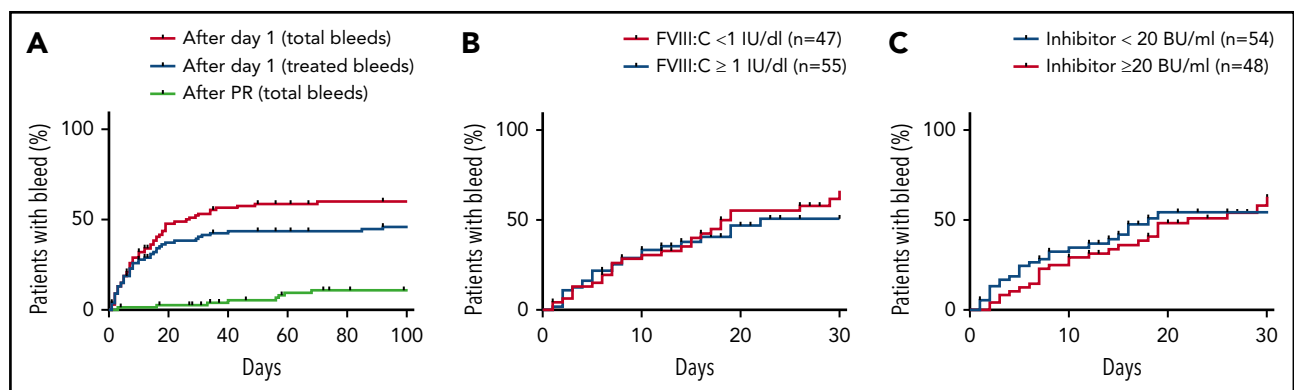 A
After day 1 (total bleeds)
After day 1 (treated bleeds)
After PR (total bleeds)
Patients with bleed (%)
100
50
0
0 20 40 60 80 100
Days
B
FVIII:C <1 IU/dl (n=47)
FVIII:C ≥ 1 IU/dl (n=55)
Patients with bleed (%)
100
50
0
0 10 20 30
Days
C
Inhibitor < 20 BU/ml (n=54)
Inhibitor ≥20 BU/ml (n=48)
Patients with bleed (%)
100
50
0
0 10 20 30
Days